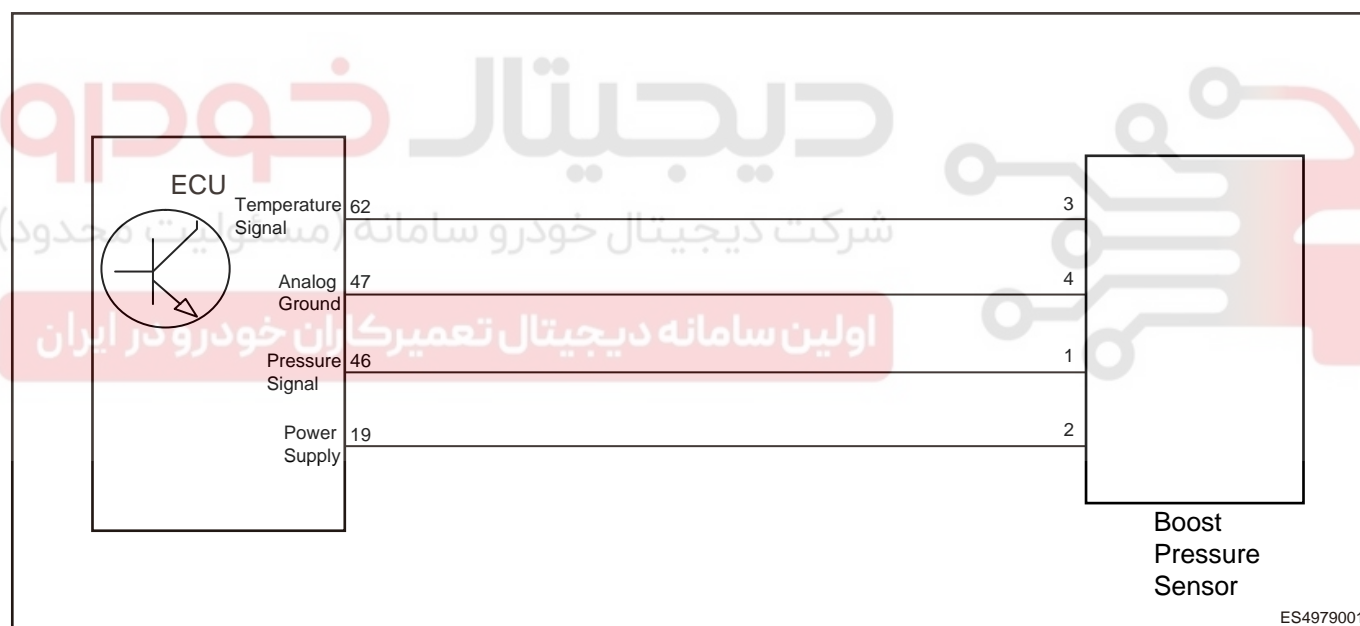 دیجیتال خودرو
شرکت دیجیتال خودرو سامانه (مسئولیت محدود)
اولین سامانه دیجیتال تعمیرکاران خودرو در ایران
ECU
Temperature 62 3
Signal
Analog 47 4
Ground
Pressure 46 1
Signal
Power 19 2
Supply
Boost
Pressure
Sensor
ES4979001